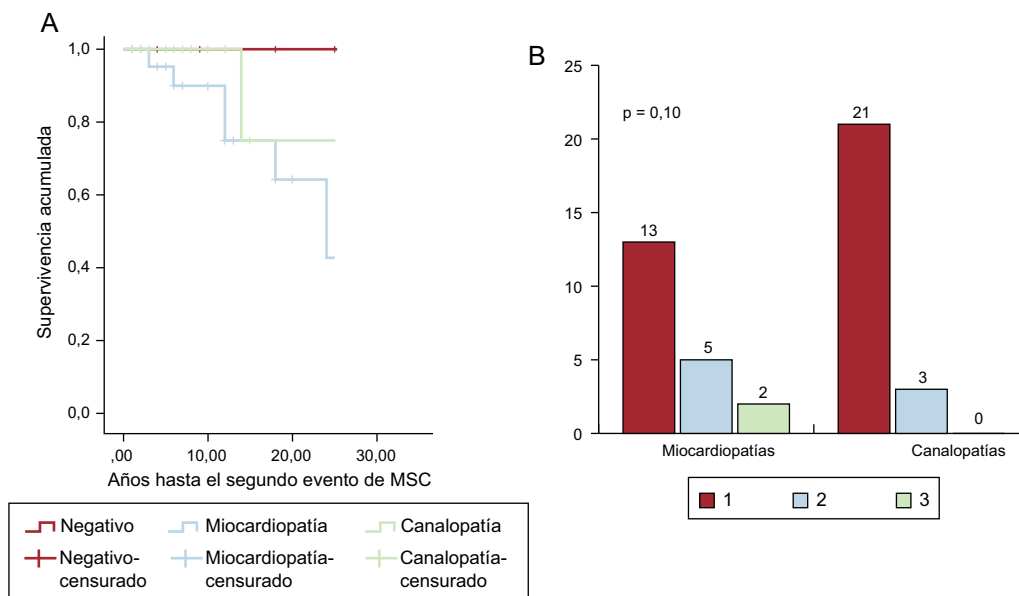 A
1,0
0,8
0,6
0,4
0,2
0,0
Supervivencia acumulada
,00
10,00
20,00
30,00
Años hasta el segundo evento de MSC
Negativo
Miocardiopatía
Canalopatía
Negativo-
censurado
Miocardiopatía-
censurado
Canalopatía-
censurado
B
25
20
15
10
5
0
p = 0,10
13
5
2
21
3
0
Miocardiopatías
Canalopatías
1
2
3